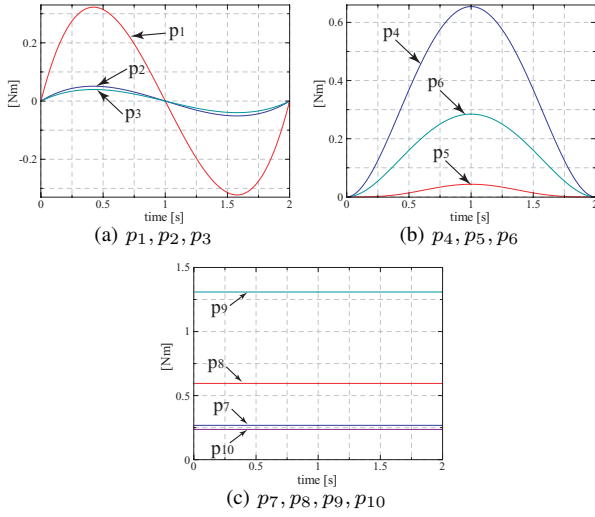 0.2
0
-0.2
[Nm]
p1
p2
p3
0 0.5 1 1.5 2
time [s]
(a) p1, p2, p3
0.6
0.4
0.2
0
[Nm]
p4
p6
p5
0 0.5 1 1.5 2
time [s]
(b) p4, p5, p6
1.5
1
0.5
0
[Nm]
p9
p8
p7
p10
0 0.5 1 1.5 2
time [s]
(c) p7, p8, p9, p10